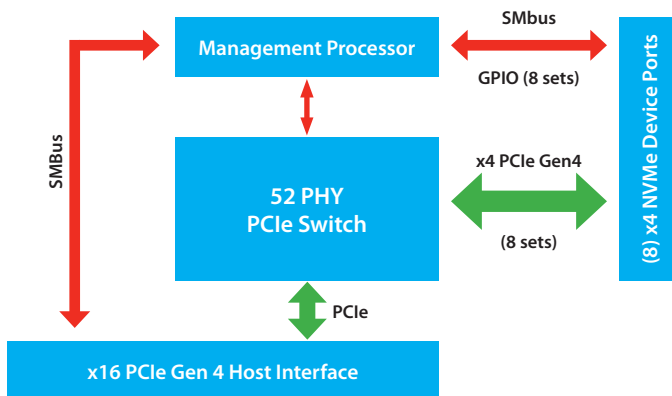 SMbus
Management Processor
GPIO (8 sets)
SMBus
(8) x4 NVMe Device Ports
x4 PCIe Gen4
52 PHY
PCIe Switch
(8 sets)
PCIe
x16 PCIe Gen 4 Host Interface